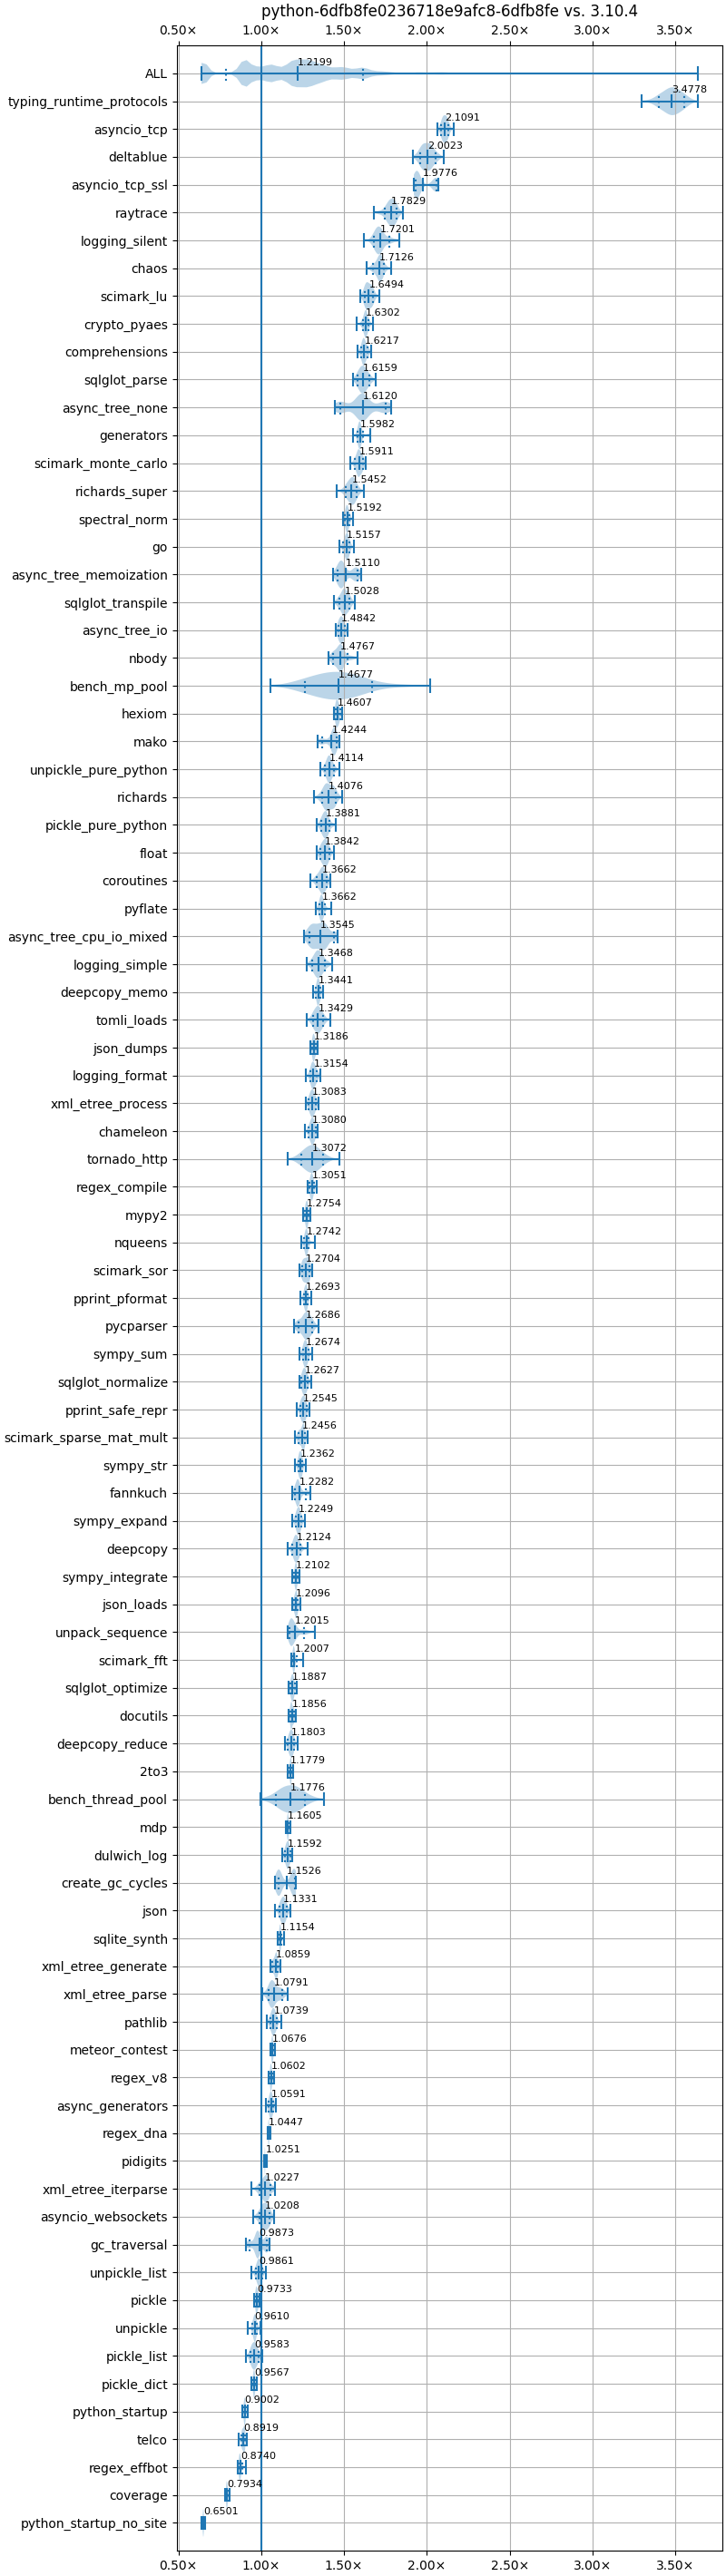 python-6dfb8fe0236718e9afc8-6dfb8fe vs. 3.10.4
0.50× 1.00× 1.50× 2.00× 2.50× 3.00× 3.50×
ALL 1.2199
typing_runtime_protocols 3.4778
asyncio_tcp 2.1091
deltablue 2.0023
asyncio_tcp_ssl 1.9776
raytrace 1.7829
logging_silent 1.7201
chaos 1.7126
scimark_lu 1.6494
crypto_pyaes 1.6302
comprehensions 1.6217
sqlglot_parse 1.6159
async_tree_none 1.6120
generators 1.5982
scimark_monte_carlo 1.5911
richards_super 1.5452
spectral_norm 1.5192
go 1.5157
async_tree_memoization 1.5110
sqlglot_transpile 1.5028
async_tree_io 1.4842
nbody 1.4767
bench_mp_pool 1.4677
hexiom 1.4607
mako 1.4244
unpickle_pure_python 1.4114
richards 1.4076
pickle_pure_python 1.3881
float 1.3842
coroutines 1.3662
pyflate 1.3662
async_tree_cpu_io_mixed 1.3545
logging_simple 1.3468
deepcopy_memo 1.3441
tomli_loads 1.3429
json_dumps 1.3186
logging_format 1.3154
xml_etree_process 1.3083
chameleon 1.3080
tornado_http 1.3072
regex_compile 1.3051
mypy2 1.2754
nqueens 1.2742
scimark_sor 1.2704
pprint_pformat 1.2693
pycparser 1.2686
sympy_sum 1.2674
sqlglot_normalize 1.2627
pprint_safe_repr 1.2545
scimark_sparse_mat_mult 1.2456
sympy_str 1.2362
fannkuch 1.2282
sympy_expand 1.2249
deepcopy 1.2124
sympy_integrate 1.2102
json_loads 1.2096
unpack_sequence 1.2015
scimark_fft 1.2007
sqlglot_optimize 1.1887
docutils 1.1856
deepcopy_reduce 1.1803
2to3 1.1779
bench_thread_pool 1.1776
mdp 1.1605
dulwich_log 1.1592
create_gc_cycles 1.1526
json 1.1331
sqlite_synth 1.1154
xml_etree_generate 1.0859
xml_etree_parse 1.0791
pathlib 1.0739
meteor_contest 1.0676
regex_v8 1.0602
async_generators 1.0591
regex_dna 1.0447
pidigits 1.0251
xml_etree_iterparse 1.0227
asyncio_websockets 1.0208
gc_traversal 0.9873
unpickle_list 0.9861
pickle 0.9733
unpickle 0.9610
pickle_list 0.9583
pickle_dict 0.9567
python_startup 0.9002
telco 0.8919
regex_effbot 0.8740
coverage 0.7934
python_startup_no_site 0.6501
0.50× 1.00× 1.50× 2.00× 2.50× 3.00× 3.50×